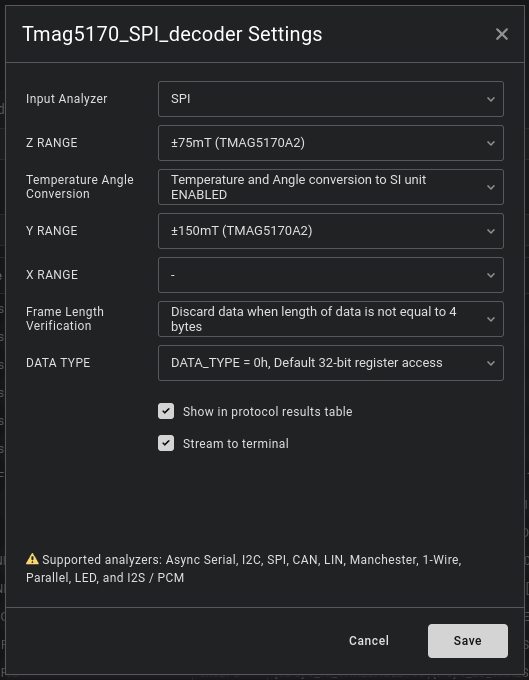 Tmag5170_SPI_decoder Settings
Input Analyzer
SPI
Z RANGE
±75mT (TMAG5170A2)
Temperature Angle
Conversion
Temperature and Angle conversion to SI unit
ENABLED
Y RANGE
±150mT (TMAG5170A2)
X RANGE
-
Frame Length
Verification
Discard data when length of data is not equal to 4
bytes
DATA TYPE
DATA_TYPE = 0h, Default 32-bit register access
Show in protocol results table
Stream to terminal
Supported analyzers: Async Serial, I2C, SPI, CAN, LIN, Manchester, 1-Wire,
Parallel, LED, and I2S / PCM
Cancel
Save